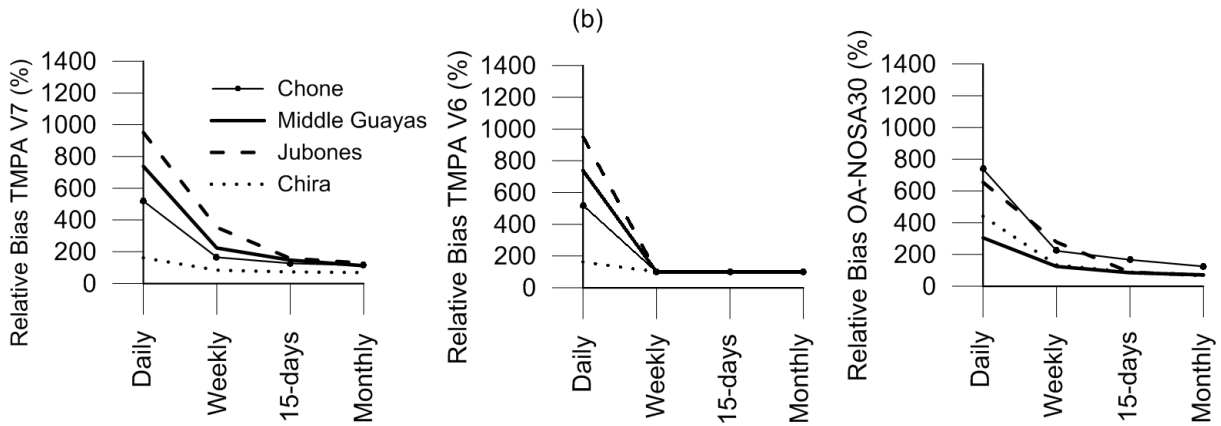 (b)
Relative Bias TMPA V7 (%)
1400
1200
1000
800
600
400
200
0
Daily
Weekly
15-days
Monthly
Chone
Middle Guayas
Jubones
Chira
Relative Bias TMPA V6 (%)
1400
1200
1000
800
600
400
200
0
Daily
Weekly
15-days
Monthly
Relative Bias OA-NOSA30 (%)
1400
1200
1000
800
600
400
200
0
Daily
Weekly
15-days
Monthly